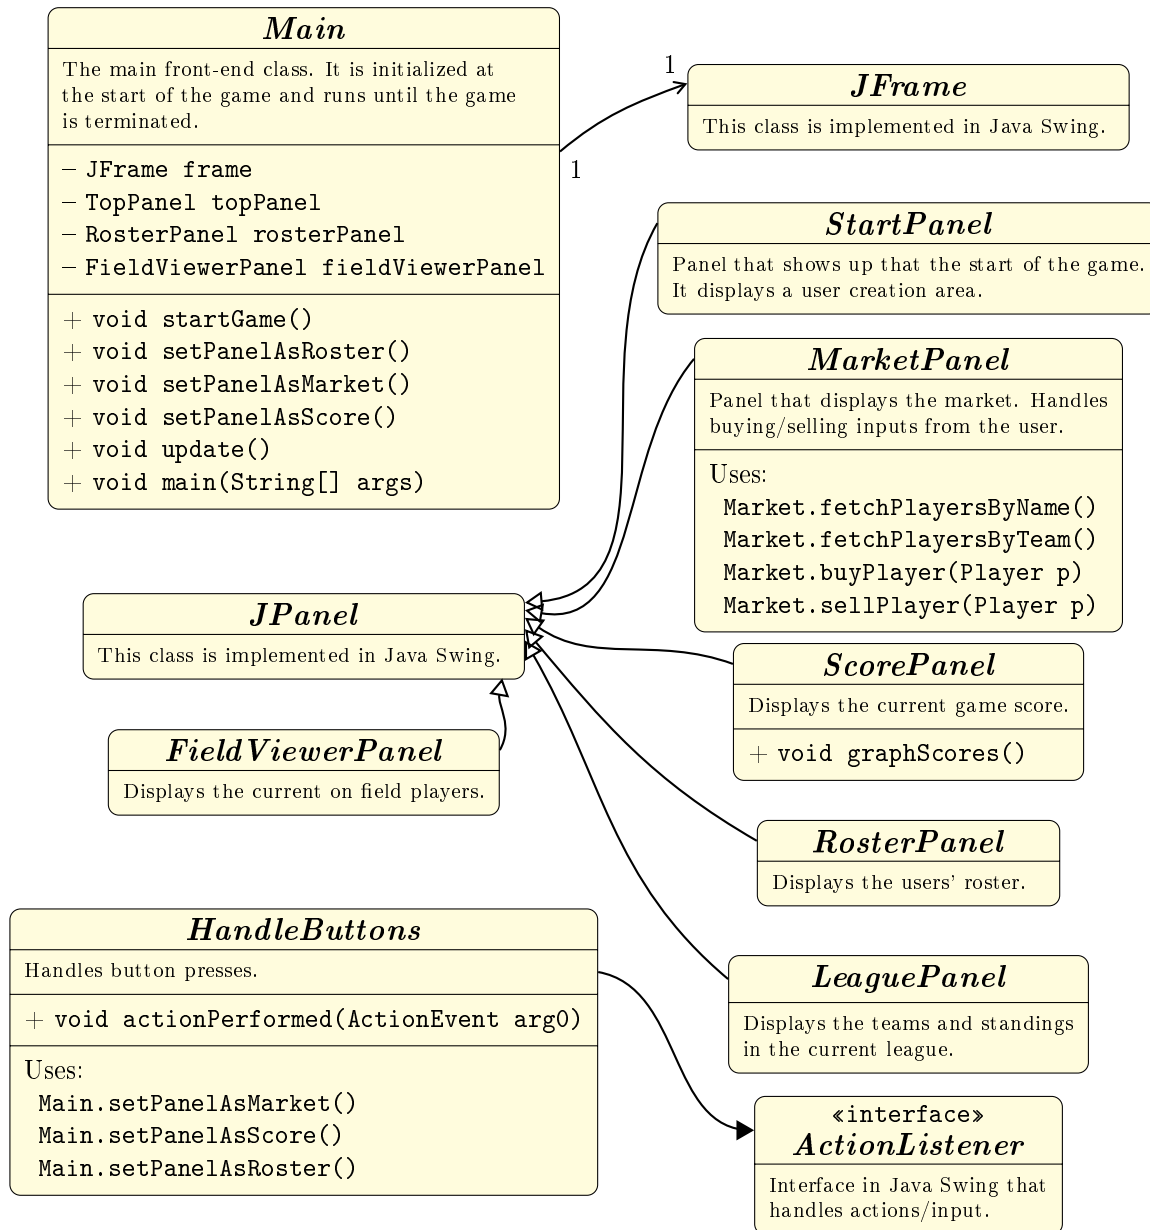 Main
The main front-end class. It is initialized at
the start of the game and runs until the game
is terminated.
− JFrame frame
− TopPanel topPanel
− RosterPanel rosterPanel
− FieldViewerPanel fieldViewerPanel
+ void startGame()
+ void setPanelAsRoster()
+ void setPanelAsMarket()
+ void setPanelAsScore()
+ void update()
+ void main(String[] args)
1
1
JFrame
This class is implemented in Java Swing.
StartPanel
Panel that shows up that the start of the game.
It displays a user creation area.
MarketPanel
Panel that displays the market. Handles
buying/selling inputs from the user.
Uses:
Market.fetchPlayersByName()
Market.fetchPlayersByTeam()
Market.buyPlayer(Player p)
Market.sellPlayer(Player p)
JPanel
This class is implemented in Java Swing.
ScorePanel
Displays the current game score.
+ void graphScores()
FieldViewerPanel
Displays the current on field players.
RosterPanel
Displays the users' roster.
HandleButtons
Handles button presses.
+ void actionPerformed(ActionEvent arg0)
Uses:
Main.setPanelAsMarket()
Main.setPanelAsScore()
Main.setPanelAsRoster()
LeaguePanel
Displays the teams and standings
in the current league.
«interface»
ActionListener
Interface in Java Swing that
handles actions/input.